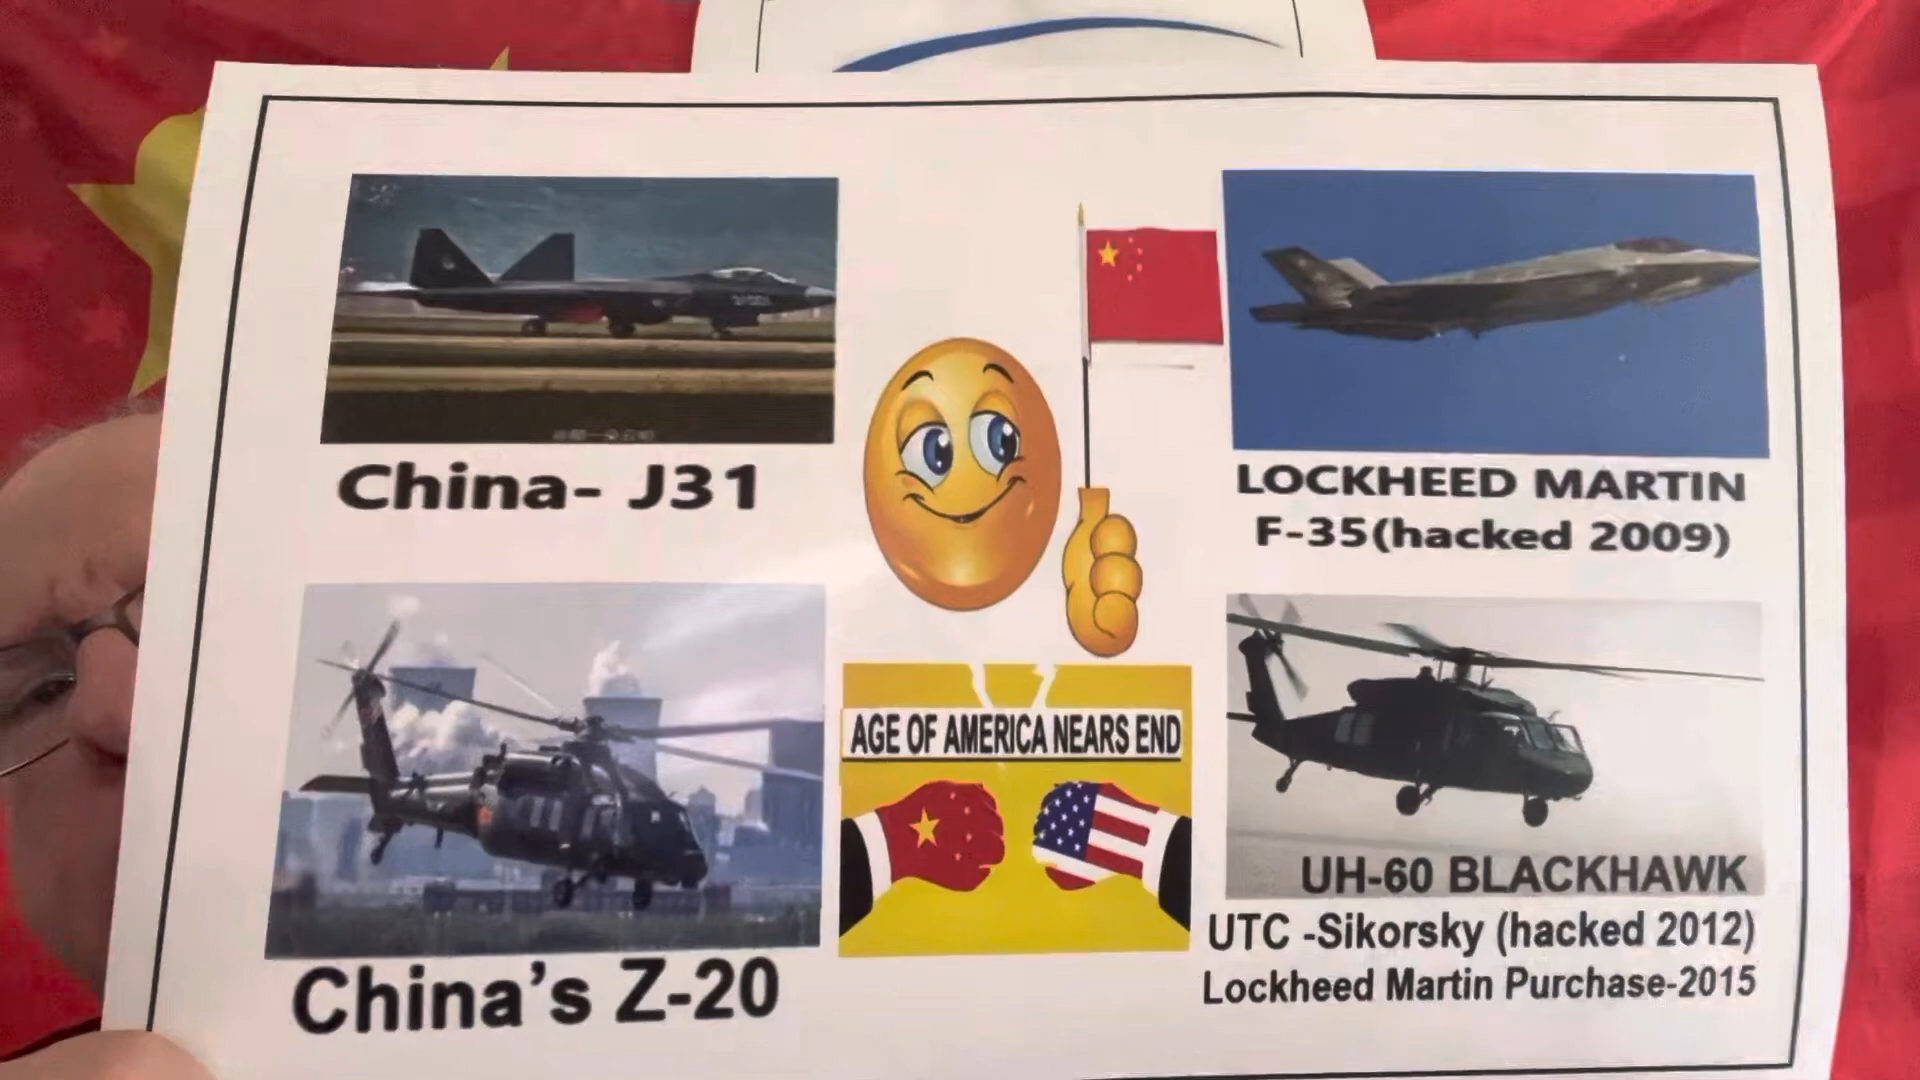 China- J31
LOCKHEED MARTIN
F-35(hacked 2009)
AGE OF AMERICA NEARS END
UH-60 BLACKHAWK
China's Z-20
UTC -Sikorsky (hacked 2012)
Lockheed Martin Purchase-2015